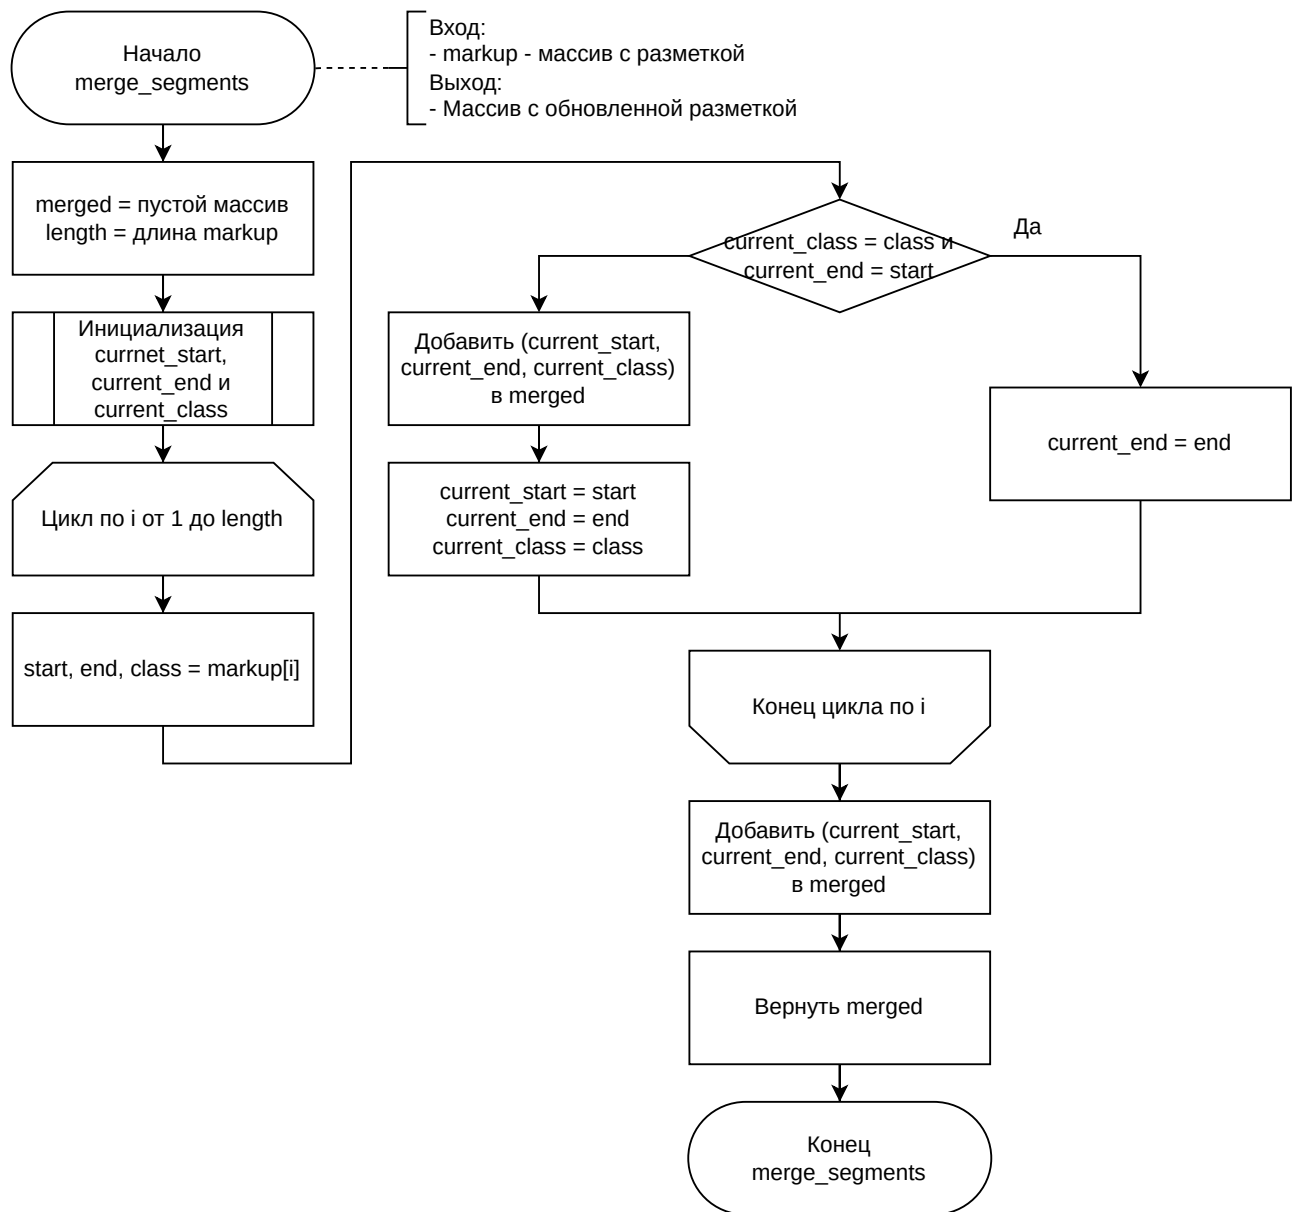 Начало
merge_segments
Вход:
- markup - массив с разметкой
Выход:
- Массив с обновленной разметкой
merged = пустой массив
length = длина markup
Инициализация
currnet_start,
current_end и
current_class
Цикл по i от 1 до length
start, end, class = markup[i]
current_class = class и
current_end = start
Да
Добавить (current_start,
current_end, current_class)
в merged
current_start = start
current_end = end
current_class = class
current_end = end
Конец цикла по i
Добавить (current_start,
current_end, current_class)
в merged
Вернуть merged
Конец
merge_segments